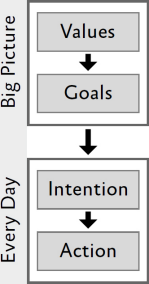 Big Picture
Values
Goals
Every Day
Intention
Action